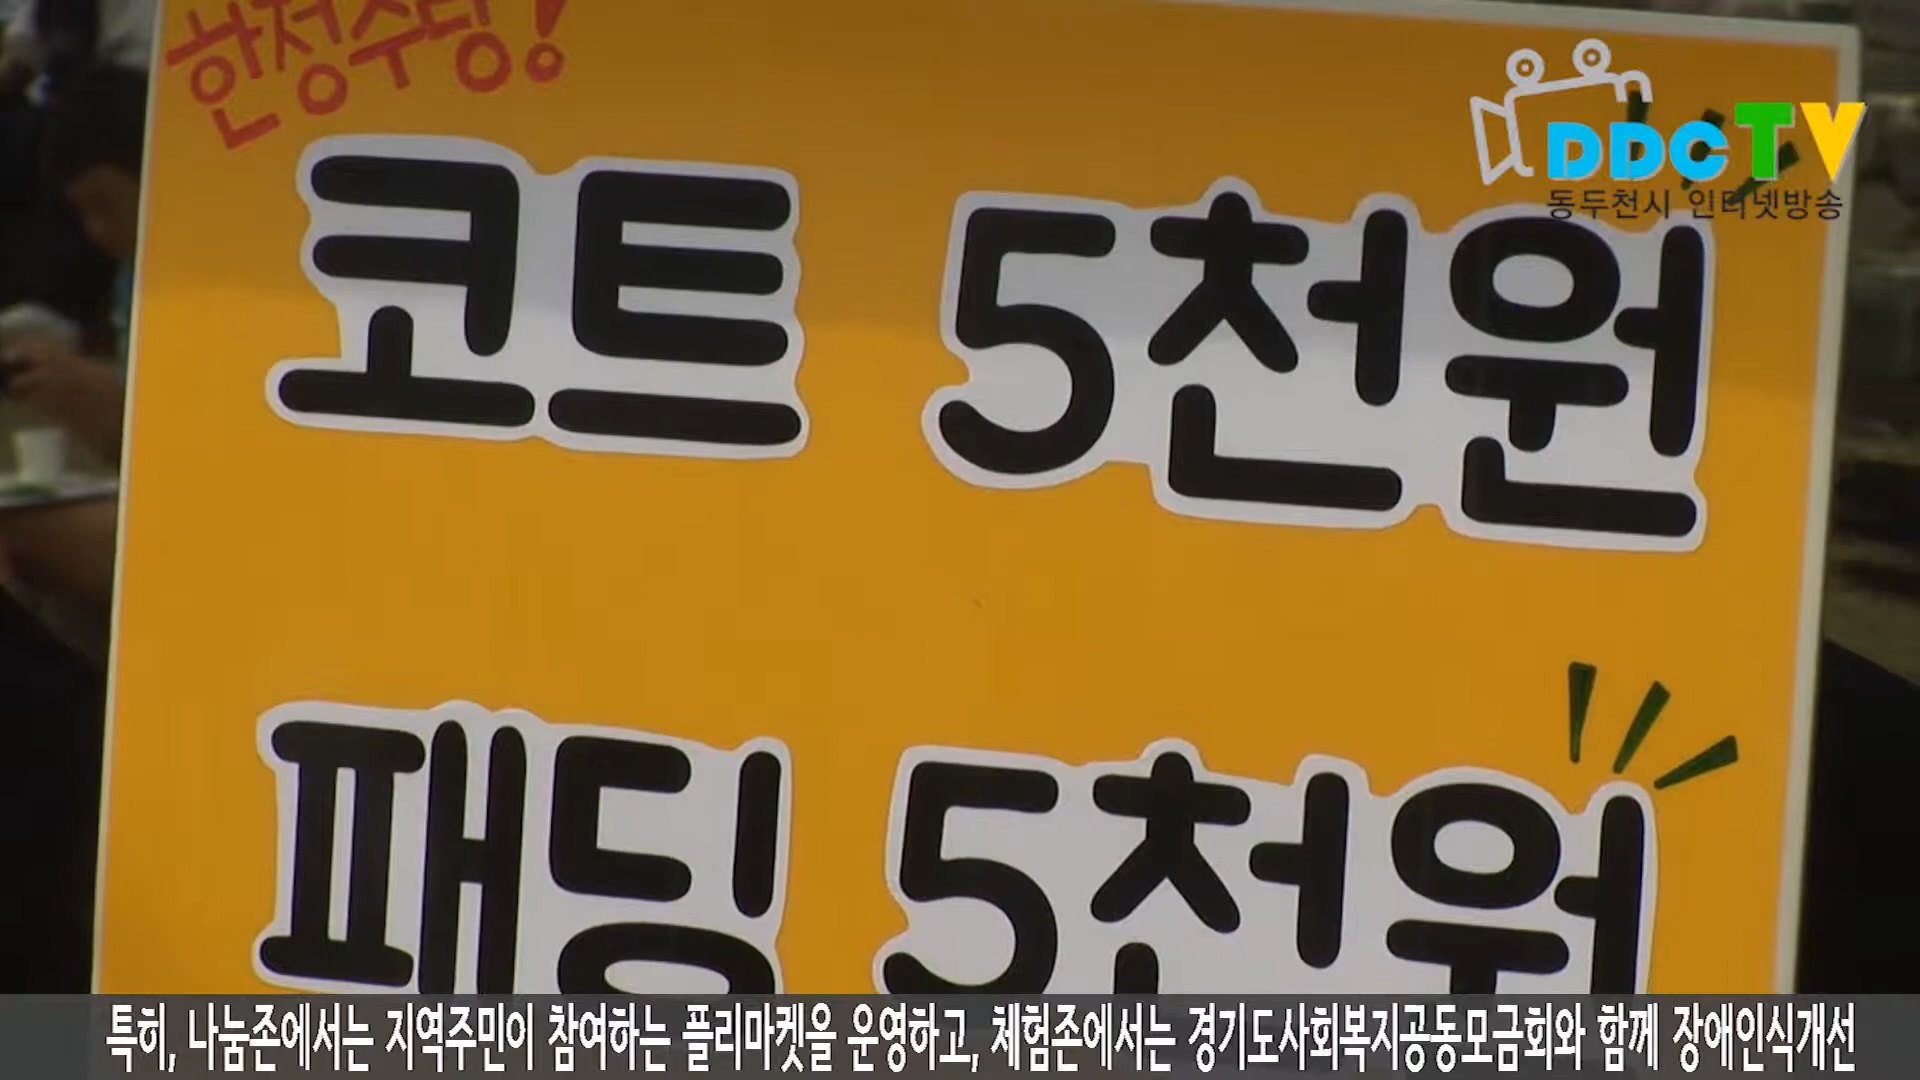 한정수량!
DDCTV
동두천시 인터넷방송
코트 5천원
패딩 5천원
특히, 나눔존에서는 지역주민이 참여하는 플리마켓을 운영하고, 체험존에서는 경기도사회복지공동모금회와 함께 장애인식개선